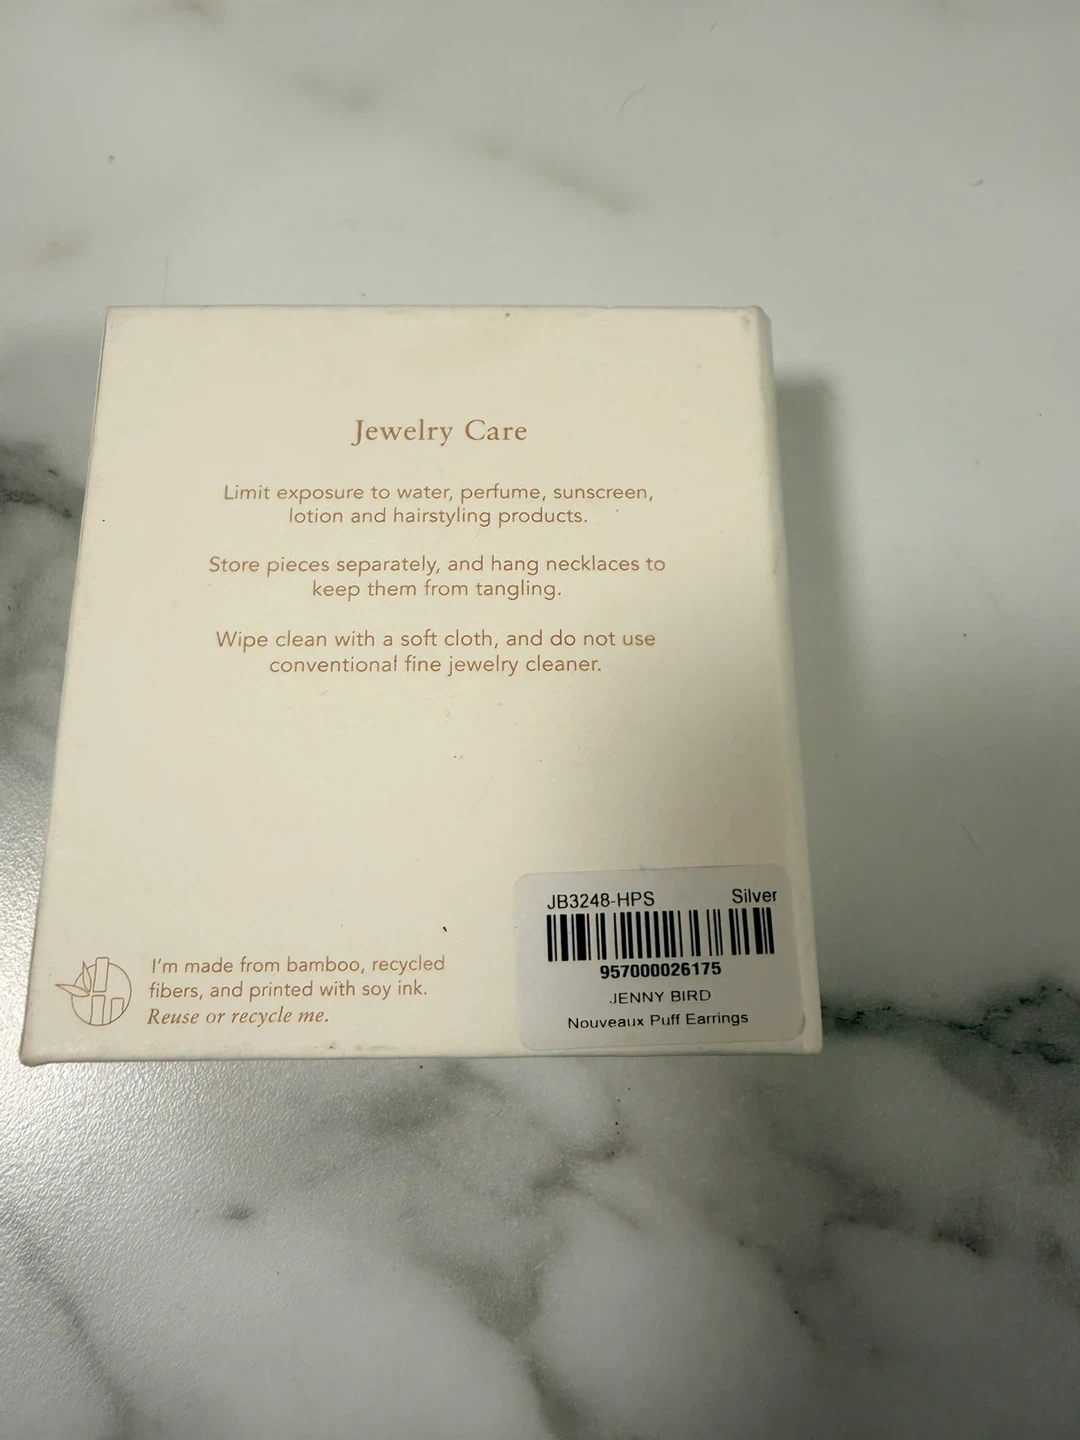 Jewelry Care
Limit exposure to water, perfume, sunscreen,
lotion and hairstyling products.
Store pieces separately, and hang necklaces to
keep them from tangling.
Wipe clean with a soft cloth, and do not use
conventional fine jewelry cleaner.
I'm made from bamboo, recycled
fibers, and printed with soy ink.
Reuse or recycle me.
JB3248-HPS Silver
957000026175
JENNY BIRD
Nouveaux Puff Earrings